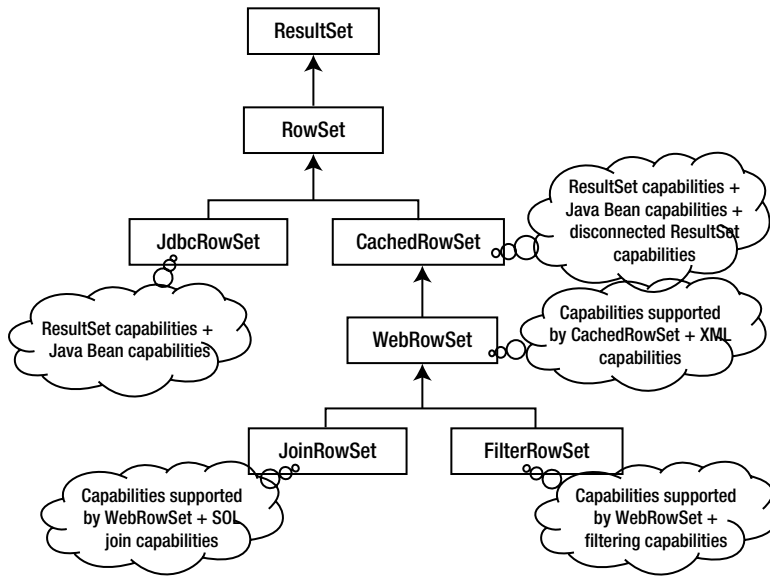 ResultSet
RowSet
JdbcRowSet
CachedRowSet
ResultSet capabilities +
Java Bean capabilities +
disconnected ResultSet
capabilities
ResultSet capabilities +
Java Bean capabilities
WebRowSet
Capabilities supported
by CachedRowSet + XML
capabilities
JoinRowSet
FilterRowSet
Capabilities supported
by WebRowSet + SOL
join capabilities
Capabilities supported
by WebRowSet +
filtering capabilities